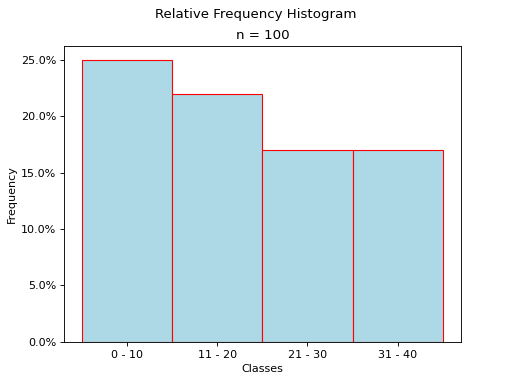 Relative Frequency Histogram
n = 100
25.0%
20.0%
15.0%
10.0%
5.0%
0.0%
Frequency
0 - 10
11 - 20
21 - 30
31 - 40
Classes